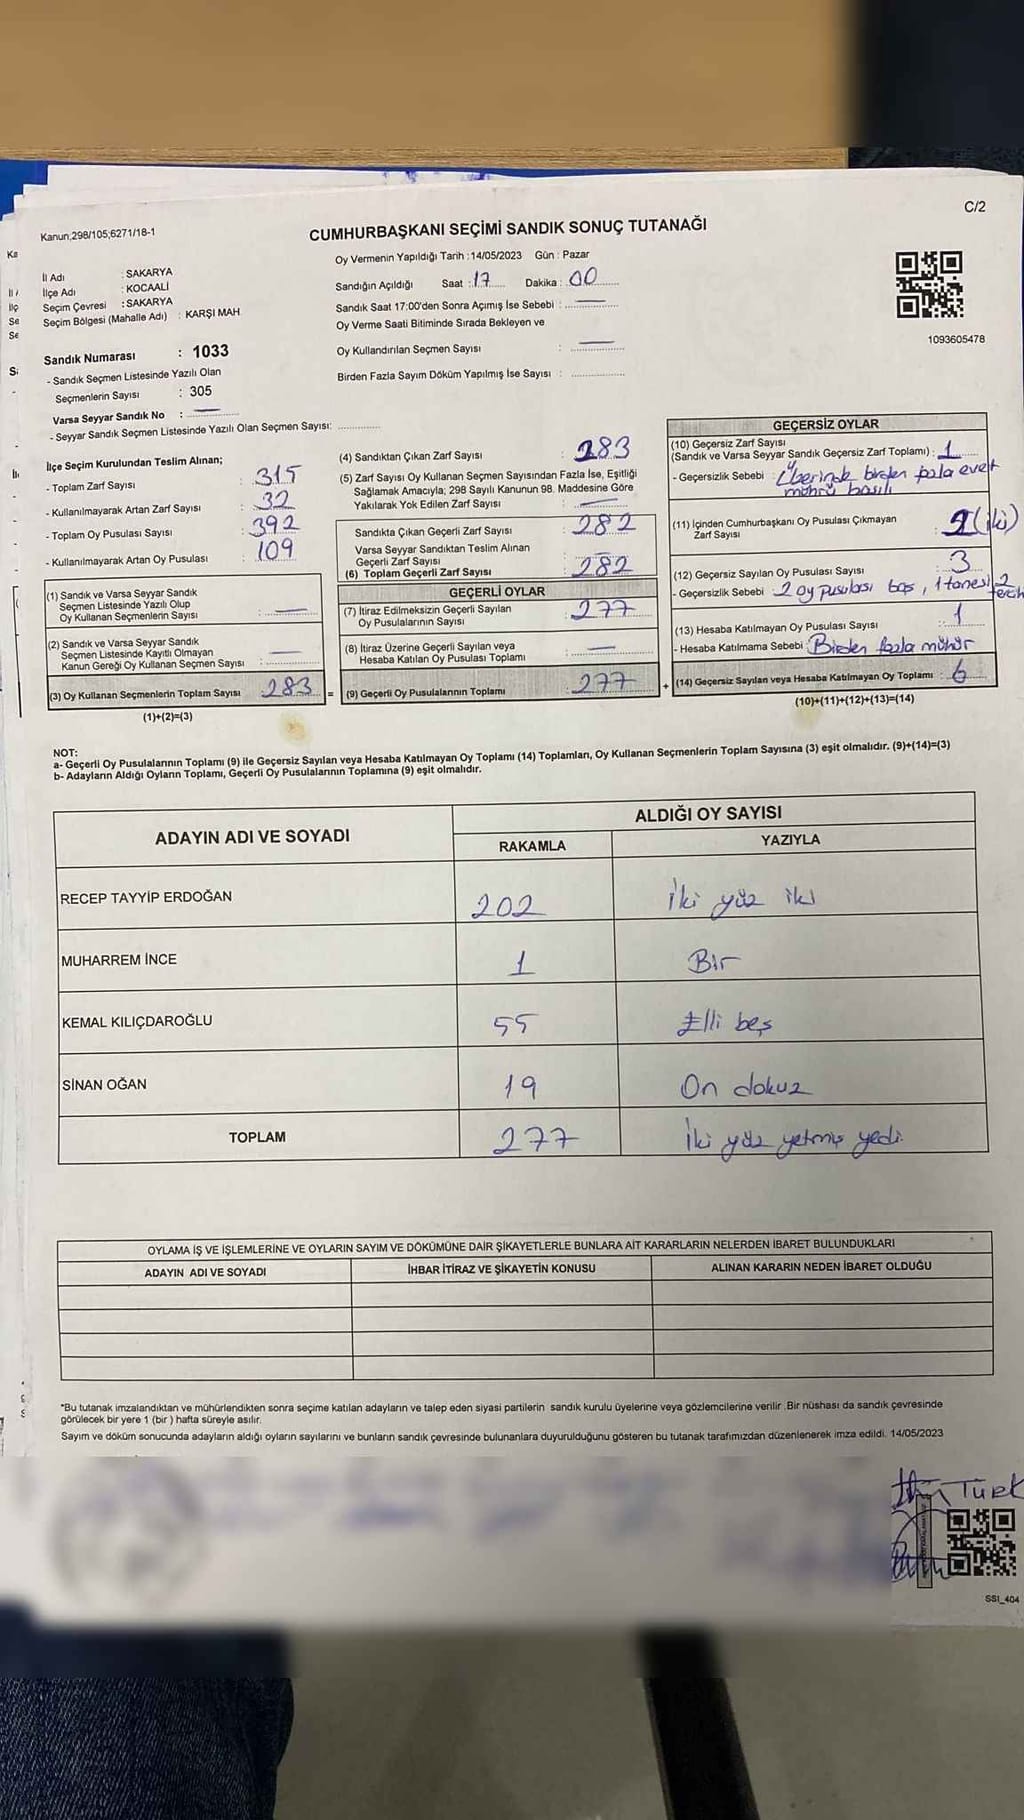 C/2
Kanun,298/105;6271/18-1
CUMHURBAŞKANI SEÇİMİ SANDIK SONUÇ TUTANAĞI
Oy Vermenin Yapıldığı Tarih :14/05/2023 Gün : Pazar
İl Adı : SAKARYA
İlçe Adı : KOCAALİ
Seçim Çevresi : SAKARYA
Seçim Bölgesi (Mahalle Adı) : KARŞI MAH
Sandığın Açıldığı Saat : 17 Dakika : 00
Sandık Saat 17:00'den Sonra Açımış İse Sebebi : —
Oy Verme Saati Bitiminde Sırada Bekleyen ve
Oy Kullandırılan Seçmen Sayısı : —
Birden Fazla Sayım Döküm Yapılmış İse Sayısı :
1093605478
Sandık Numarası : 1033
- Sandık Seçmen Listesinde Yazılı Olan
Seçmenlerin Sayısı : 305
Varsa Seyyar Sandık No : —
- Seyyar Sandık Seçmen Listesinde Yazılı Olan Seçmen Sayısı:
İlçe Seçim Kurulundan Teslim Alınan;
- Toplam Zarf Sayısı : 315
- Kullanılmayarak Artan Zarf Sayısı : 32
- Toplam Oy Pusulası Sayısı : 392
- Kullanılmayarak Artan Oy Pusulası : 109
(1) Sandık ve Varsa Seyyar Sandık
Seçmen Listesinde Yazılı Olup
Oy Kullanan Seçmenlerin Sayısı : —
(2) Sandık ve Varsa Seyyar Sandık
Seçmen Listesinde Kayıtlı Olmayan
Kanun Gereği Oy Kullanan Seçmen Sayısı : —
(3) Oy Kullanan Seçmenlerin Toplam Sayısı : 283 =
(1)+(2)=(3)
(4) Sandıktan Çıkan Zarf Sayısı : 283
(5) Zarf Sayısı Oy Kullanan Seçmen Sayısından Fazla İse, Eşitliği
Sağlamak Amacıyla; 298 Sayılı Kanunun 98. Maddesine Göre
Yakılarak Yok Edilen Zarf Sayısı : —
Sandıkta Çıkan Geçerli Zarf Sayısı : 282
Varsa Seyyar Sandıktan Teslim Alınan
Geçerli Zarf Sayısı : —
(6) Toplam Geçerli Zarf Sayısı : 282
GEÇERLİ OYLAR
(7) İtiraz Edilmeksizin Geçerli Sayılan : 277
Oy Pusulalarının Sayısı
(8) İtiraz Üzerine Geçerli Sayılan veya : —
Hesaba Katılan Oy Pusulası Toplamı
(9) Geçerli Oy Pusulalarının Toplamı : 277 +
GEÇERSİZ OYLAR
(10) Geçersiz Zarf Sayısı
(Sandık ve Varsa Seyyar Sandık Geçersiz Zarf Toplamı) : 1
- Geçersizlik Sebebi : Üzerinde birden fazla evet
mührü basılı
(11) İçinden Cumhurbaşkanı Oy Pusulası Çıkmayan : 2 (iki)
Zarf Sayısı
(12) Geçersiz Sayılan Oy Pusulası Sayısı : 3
- Geçersizlik Sebebi : 2 oy pusulası boş, 1 tanesi 2
tercih
(13) Hesaba Katılmayan Oy Pusulası Sayısı : 1
- Hesaba Katılmama Sebebi : Birden fazla mühür
(14) Geçersiz Sayılan veya Hesaba Katılmayan Oy Toplamı : 6
(10)+(11)+(12)+(13)=(14)
NOT:
a- Geçerli Oy Pusulalarının Toplamı (9) ile Geçersiz Sayılan veya Hesaba Katılmayan Oy Toplamı (14) Toplamları, Oy Kullanan Seçmenlerin Toplam Sayısına (3) eşit olmalıdır. (9)+(14)=(3)
b- Adayların Aldığı Oyların Toplamı, Geçerli Oy Pusulalarının Toplamına (9) eşit olmalıdır.
ADAYIN ADI VE SOYADI ALDIĞI OY SAYISI
RAKAMLA YAZIYLA
RECEP TAYYİP ERDOĞAN 202 İki yüz iki
MUHARREM İNCE 1 Bir
KEMAL KILIÇDAROĞLU 55 Elli beş
SİNAN OĞAN 19 On dokuz
TOPLAM 277 İki yüz yetmiş yedi
OYLAMA İŞ VE İŞLEMLERİNE VE OYLARIN SAYIM VE DÖKÜMÜNE DAİR ŞİKAYETLERLE BUNLARA AİT KARARLARIN NELERDEN İBARET BULUNDUKLARI
ADAYIN ADI VE SOYADI İHBAR İTİRAZ VE ŞİKAYETİN KONUSU ALINAN KARARIN NEDEN İBARET OLDUĞU
*Bu tutanak imzalandıktan ve mühürlendikten sonra seçime katılan adayların ve talep eden siyasi partilerin sandık kurulu üyelerine veya gözlemcilerine verilir .Bir nüshası da sandık çevresinde
görülecek bir yere 1 (bir ) hafta süreyle asılır.
Sayım ve döküm sonucunda adayların aldığı oyların sayılarını ve bunların sandık çevresinde bulunanlara duyurulduğunu gösteren bu tutanak tarafımızdan düzenlenerek imza edildi. 14/05/2023
TÜRK
SSI_404